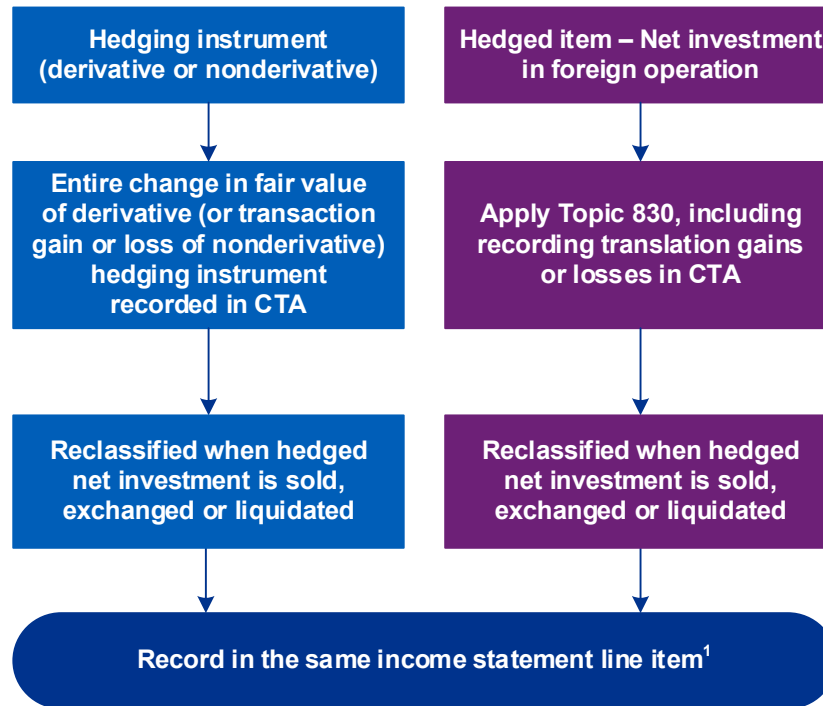 Hedging instrument
(derivative or nonderivative)
Hedged item – Net investment
in foreign operation
Entire change in fair value
of derivative (or transaction
gain or loss of nonderivative)
hedging instrument
recorded in CTA
Apply Topic 830, including
recording translation gains
or losses in CTA
Reclassified when hedged
net investment is sold,
exchanged or liquidated
Reclassified when hedged
net investment is sold,
exchanged or liquidated
Record in the same income statement line item¹